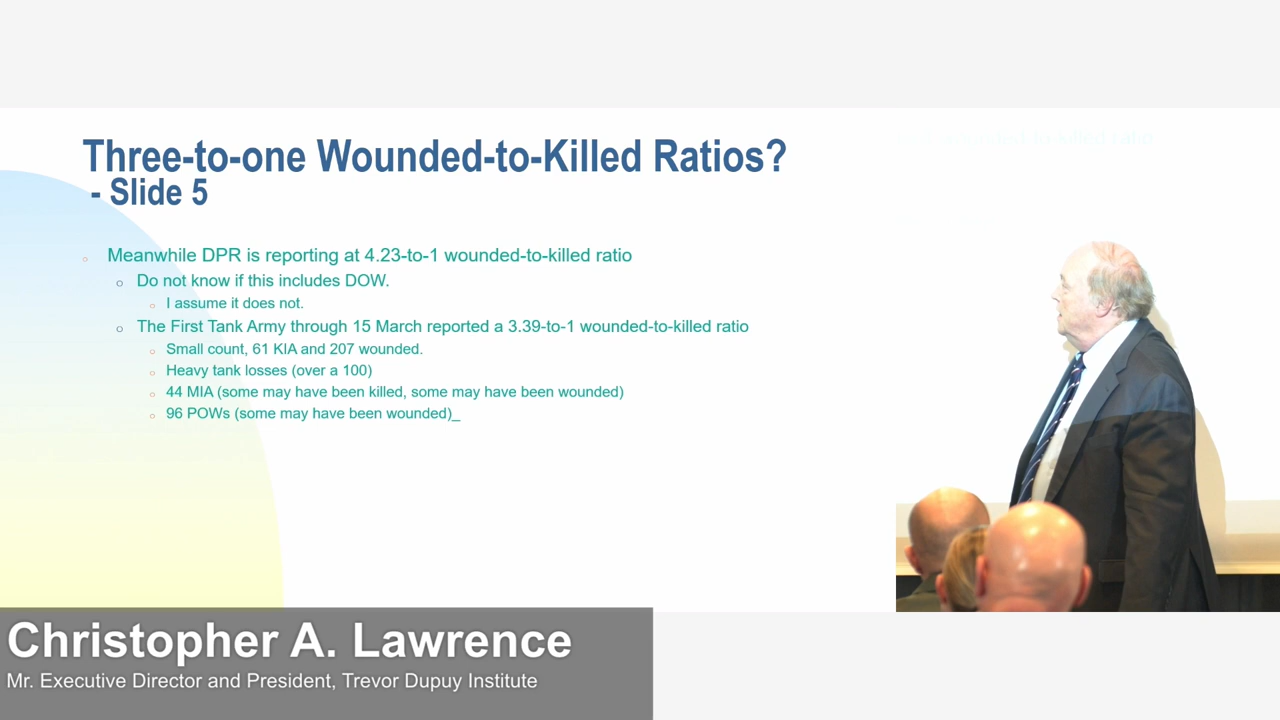 Three-to-one Wounded-to-Killed Ratios?
- Slide 5
Meanwhile DPR is reporting at 4.23-to-1 wounded-to-killed ratio
Do not know if this includes DOW.
I assume it does not.
The First Tank Army through 15 March reported a 3.39-to-1 wounded-to-killed ratio
Small count, 61 KIA and 207 wounded.
Heavy tank losses (over a 100)
44 MIA (some may have been killed, some may have been wounded)
96 POWs (some may have been wounded)_
wounded-to-killed ratio
Christopher A. Lawrence
Mr. Executive Director and President, Trevor Dupuy Institute